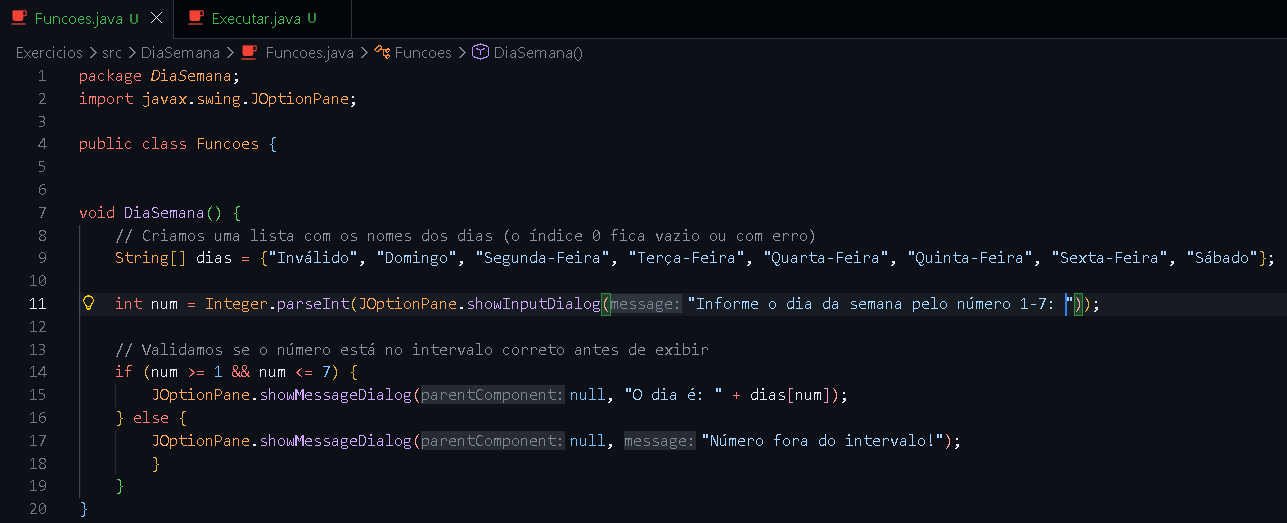 Funcoes.java U
Executar.java U
Exercicios > src > DiaSemana > Funcoes.java > Funcoes > DiaSemana()
1 package DiaSemana;
2 import javax.swing.JOptionPane;
3
4 public class Funcoes {
5
6
7 void DiaSemana() {
8 // Criamos uma lista com os nomes dos dias (o índice 0 fica vazio ou com erro)
9 String[] dias = {"Inválido", "Domingo", "Segunda-Feira", "Terça-Feira", "Quarta-Feira", "Quinta-Feira", "Sexta-Feira", "Sábado"};
10
11 int num = Integer.parseInt(JOptionPane.showInputDialog(message: "Informe o dia da semana pelo número 1-7: "));
12
13 // Validamos se o número está no intervalo correto antes de exibir
14 if (num >= 1 && num <= 7) {
15 JOptionPane.showMessageDialog(parentComponent: null, "O dia é: " + dias[num]);
16 } else {
17 JOptionPane.showMessageDialog(parentComponent: null, message: "Número fora do intervalo!");
18 }
19 }
20 }